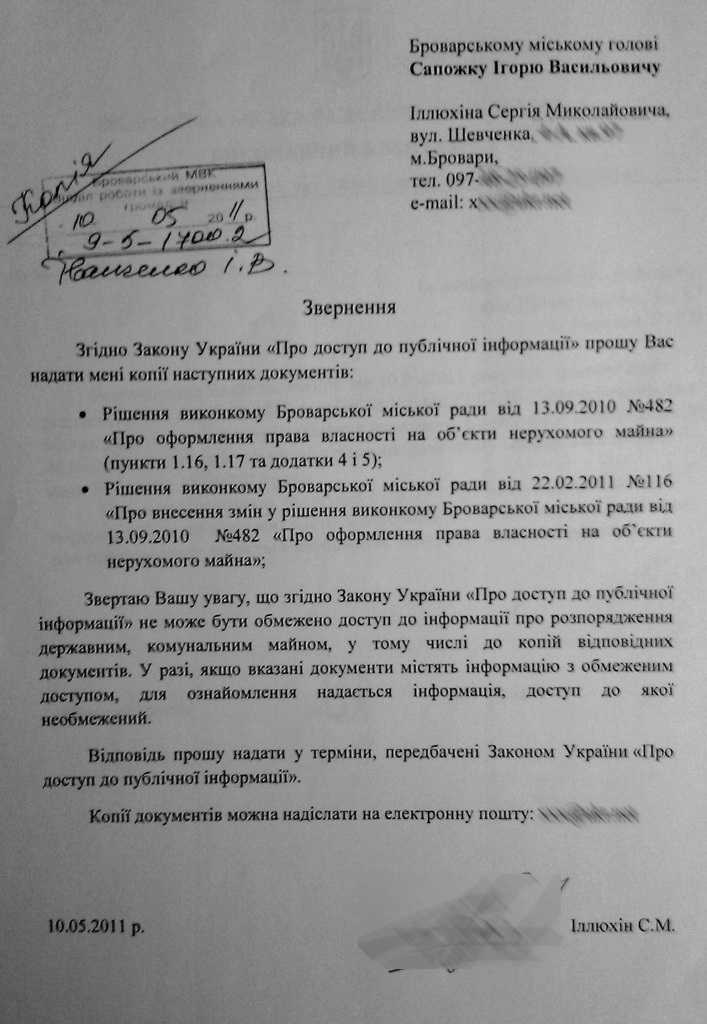 Броварському міському голові
Сапожку Ігорю Васильовичу
Іллюхіна Сергія Миколайовича,
вул. Шевченка,
м.Бровари,
тел. 097-
e-mail: x
Копія
Броварський МВК
роботи із зверненнями
громадян
10 05 2011 р.
9-5-1700.2
І.В.
Звернення
Згідно Закону України «Про доступ до публічної інформації» прошу Вас
надати мені копії наступних документів:
• Рішення виконкому Броварської міської ради від 13.09.2010 №482
«Про оформлення права власності на об’єкти нерухомого майна»
(пункти 1.16, 1.17 та додатки 4 і 5);
• Рішення виконкому Броварської міської ради від 22.02.2011 №116
«Про внесення змін у рішення виконкому Броварської міської ради від
13.09.2010 №482 «Про оформлення права власності на об’єкти
нерухомого майна»;
Звертаю Вашу увагу, що згідно Закону України «Про доступ до публічної
інформації» не може бути обмежено доступ до інформації про розпорядження
державним, комунальним майном, у тому числі до копій відповідних
документів. У разі, якщо вказані документи містять інформацію з обмеженим
доступом, для ознайомлення надається інформація, доступ до якої
необмежений.
Відповідь прошу надати у терміни, передбачені Законом України «Про
доступ до публічної інформації».
Копії документів можна надіслати на електронну пошту:
10.05.2011 р. Іллюхін С.М.